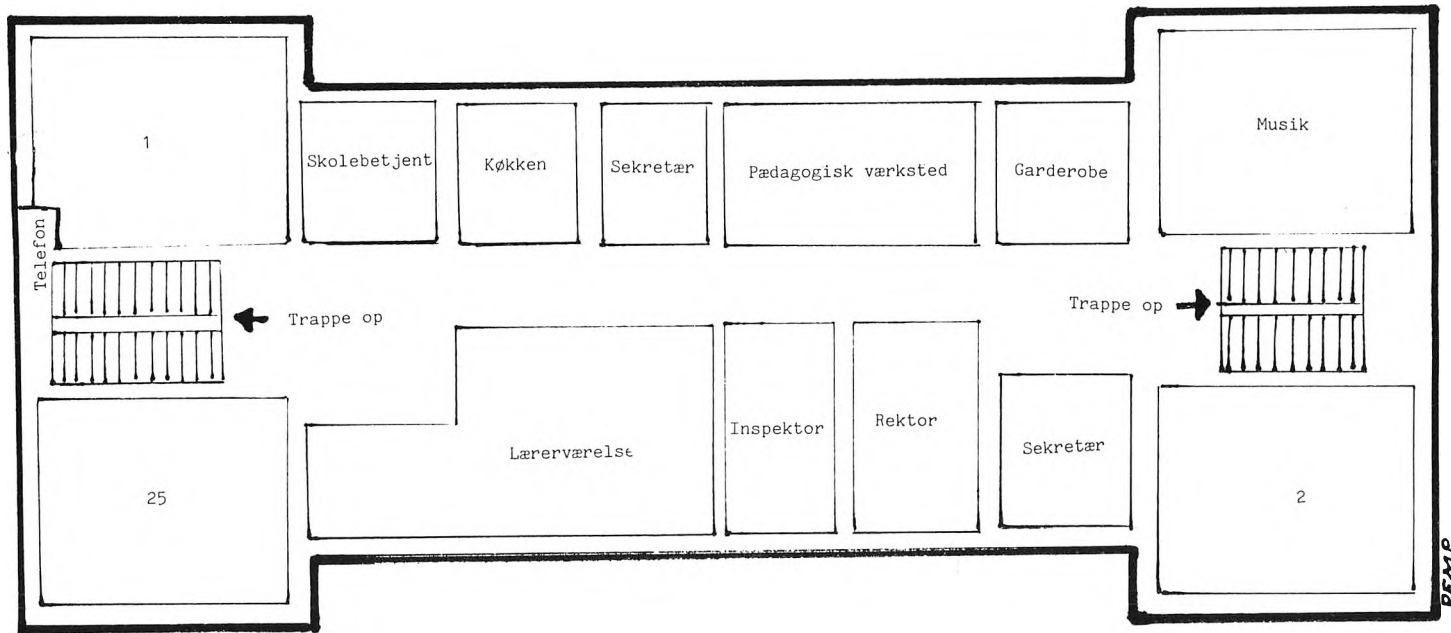 1
Skolebetjent
Køkken
Sekretær
Pædagogisk værksted
Garderobe
Musik
Telefon
Trappe op
Trappe op
Lærerværelse
Inspektor
Rektor
Sekretær
25
2